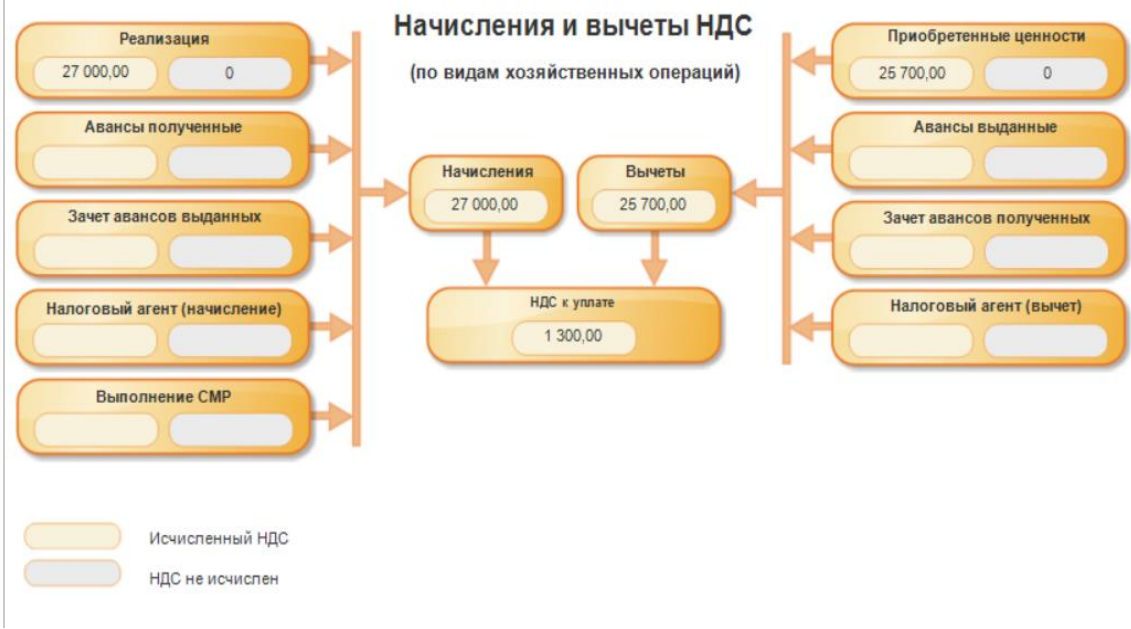 Начисления и вычеты НДС
(по видам хозяйственных операций)
Реализация
27 000,00 0
Авансы полученные
Зачет авансов выданных
Налоговый агент (начисление)
Выполнение СМР
Начисления
27 000,00
Вычеты
25 700,00
НДС к уплате
1 300,00
Приобретенные ценности
25 700,00 0
Авансы выданные
Зачет авансов полученных
Налоговый агент (вычет)
Исчисленный НДС
НДС не исчислен